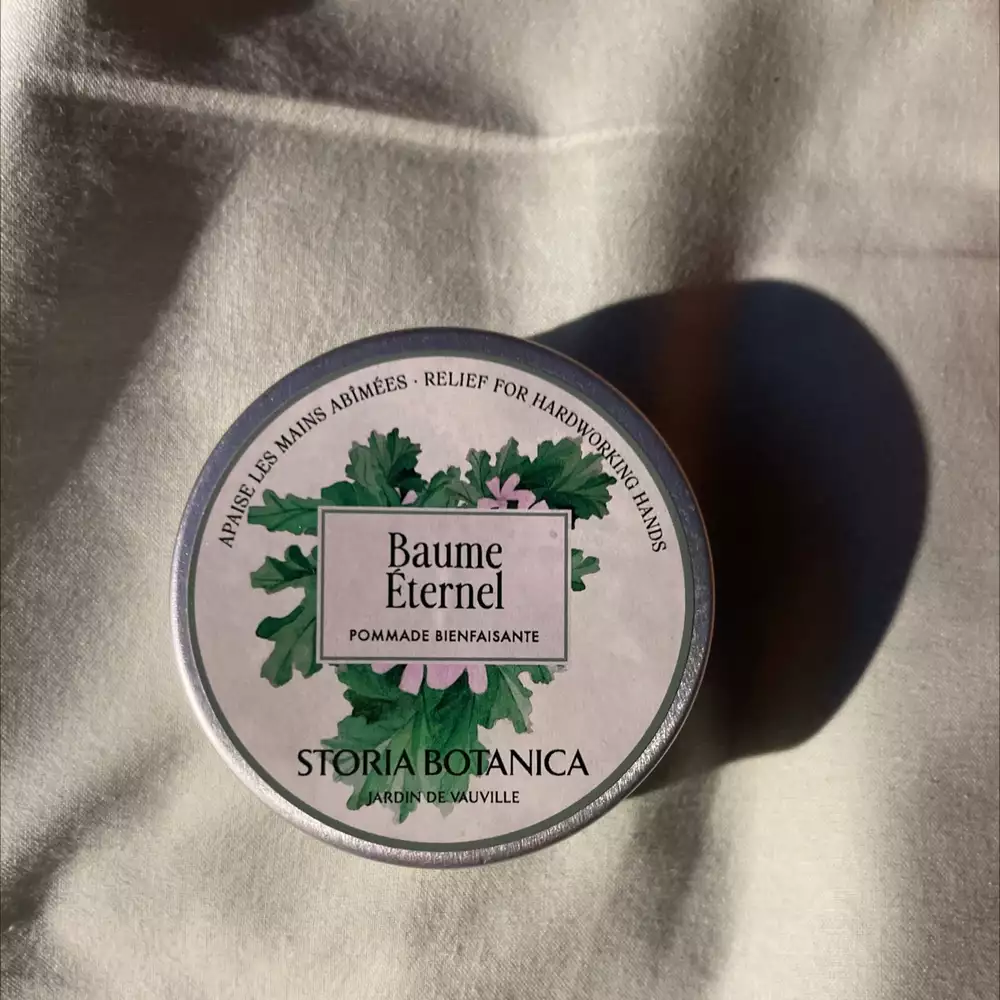 APAISE LES MAINS ABÎMÉES · RELIEF FOR HARDWORKING HANDS
Baume
Éternel
POMMADE BIENFAISANTE
STORIA BOTANICA
JARDIN DE VAUVILLE